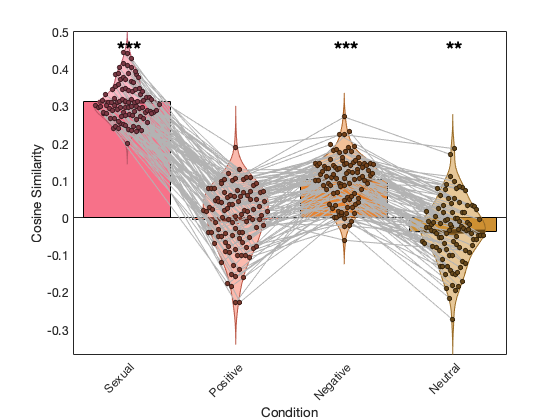 0.5
0.4
0.3
0.2
0.1
0
-0.1
-0.2
-0.3
Cosine Similarity
*** *** **
Sexual Positive Negative Neutral
Condition